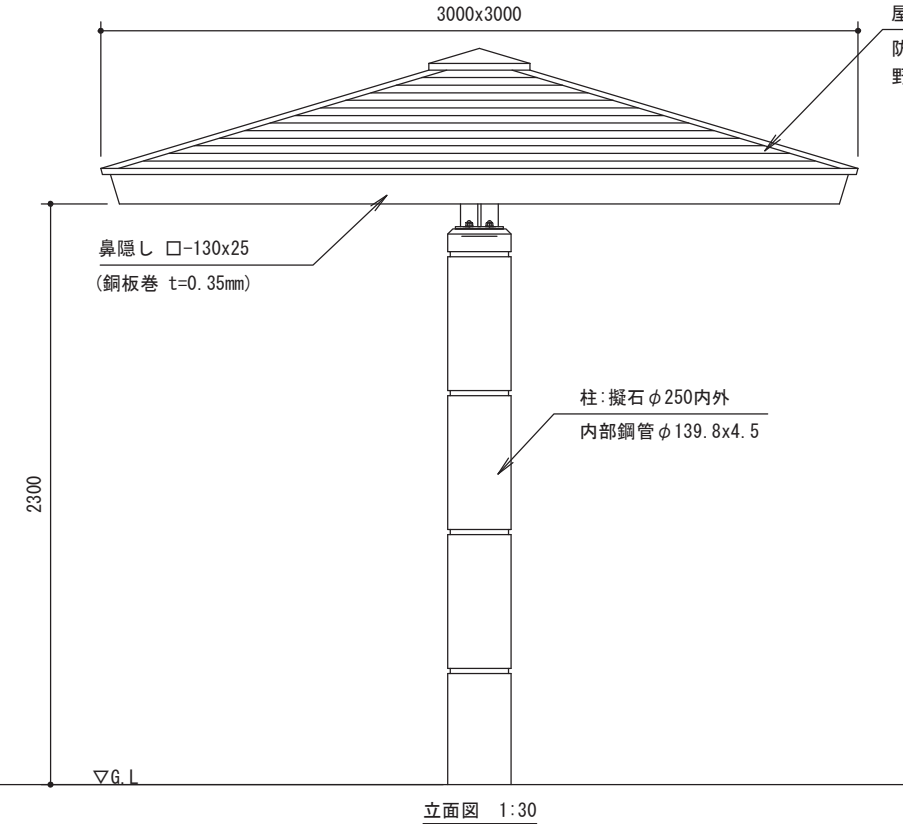 3000x3000
屋
防
野
鼻隠し ロ-130x25
(銅板巻 t=0.35mm)
柱:擬石φ250内外
内部鋼管φ139.8x4.5
2300
▽G.L
立面図 1:30